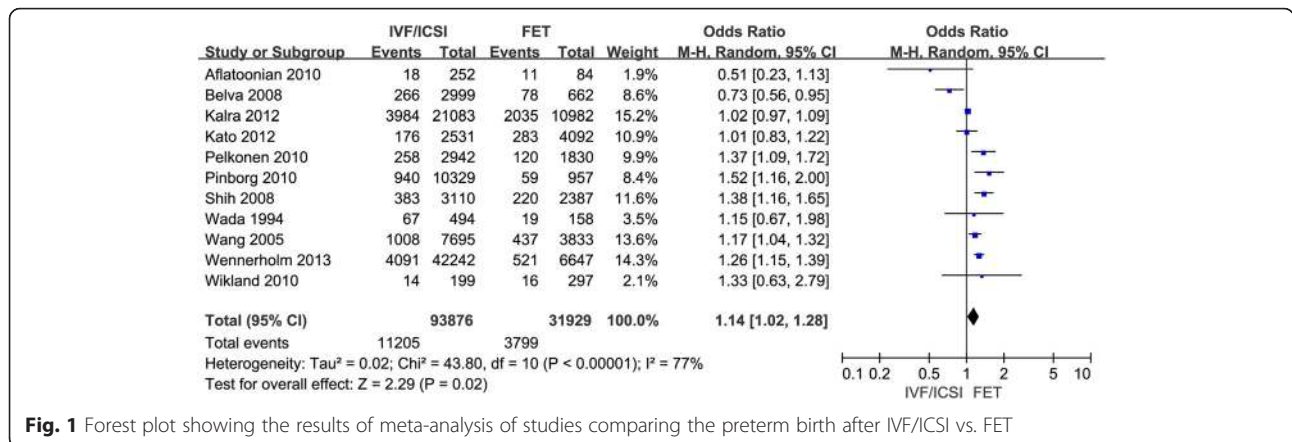 IVF/ICSI FET Odds Ratio Odds Ratio
Study or Subgroup Events Total Events Total Weight M-H, Random, 95% CI M-H, Random, 95% CI
Aflatoonian 2010 18 252 11 84 1.9% 0.51 [0.23, 1.13]
Belva 2008 266 2999 78 662 8.6% 0.73 [0.56, 0.95]
Kalra 2012 3984 21083 2035 10982 15.2% 1.02 [0.97, 1.09]
Kato 2012 176 2531 283 4092 10.9% 1.01 [0.83, 1.22]
Pelkonen 2010 258 2942 120 1830 9.9% 1.37 [1.09, 1.72]
Pinborg 2010 940 10329 59 957 8.4% 1.52 [1.16, 2.00]
Shih 2008 383 3110 220 2387 11.6% 1.38 [1.16, 1.65]
Wada 1994 67 494 19 158 3.5% 1.15 [0.67, 1.98]
Wang 2005 1008 7695 437 3833 13.6% 1.17 [1.04, 1.32]
Wennerholm 2013 4091 42242 521 6647 14.3% 1.26 [1.15, 1.39]
Wikland 2010 14 199 16 297 2.1% 1.33 [0.63, 2.79]
Total (95% CI) 93876 31929 100.0% 1.14 [1.02, 1.28]
Total events 11205 3799
Heterogeneity: Tau² = 0.02; Chi² = 43.80, df = 10 (P < 0.00001); I² = 77%
Test for overall effect: Z = 2.29 (P = 0.02)
0.1 0.2 0.5 1 2 5 10
IVF/ICSI FET
Fig. 1 Forest plot showing the results of meta-analysis of studies comparing the preterm birth after IVF/ICSI vs. FET